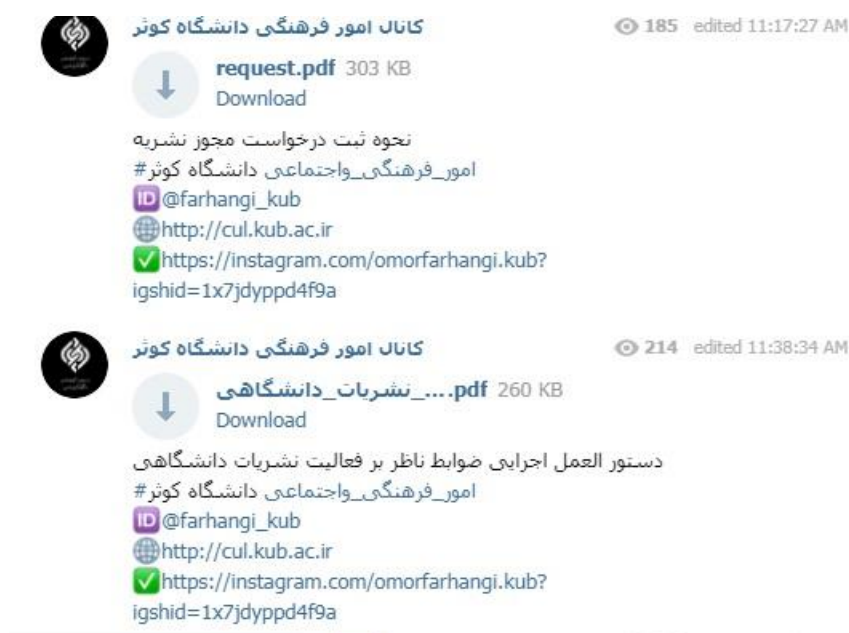 کانال امور فرهنگی دانشگاه کوثر 185 edited 11:17:27 AM
request.pdf 303 KB
Download
نحوه ثبت درخواست مجوز نشریه
#امور_فرهنگی_واجتماعی دانشگاه کوثر
ID @farhangi_kub
http://cul.kub.ac.ir
https://instagram.com/omorfarhangi.kub?
igshid=1x7jdyppd4f9a
کانال امور فرهنگی دانشگاه کوثر 214 edited 11:38:34 AM
نشریات_دانشگاهی_....pdf 260 KB
Download
دستور العمل اجرایی ضوابط ناظر بر فعالیت نشریات دانشگاهی
#امور_فرهنگی_واجتماعی دانشگاه کوثر
ID @farhangi_kub
http://cul.kub.ac.ir
https://instagram.com/omorfarhangi.kub?
igshid=1x7jdyppd4f9a